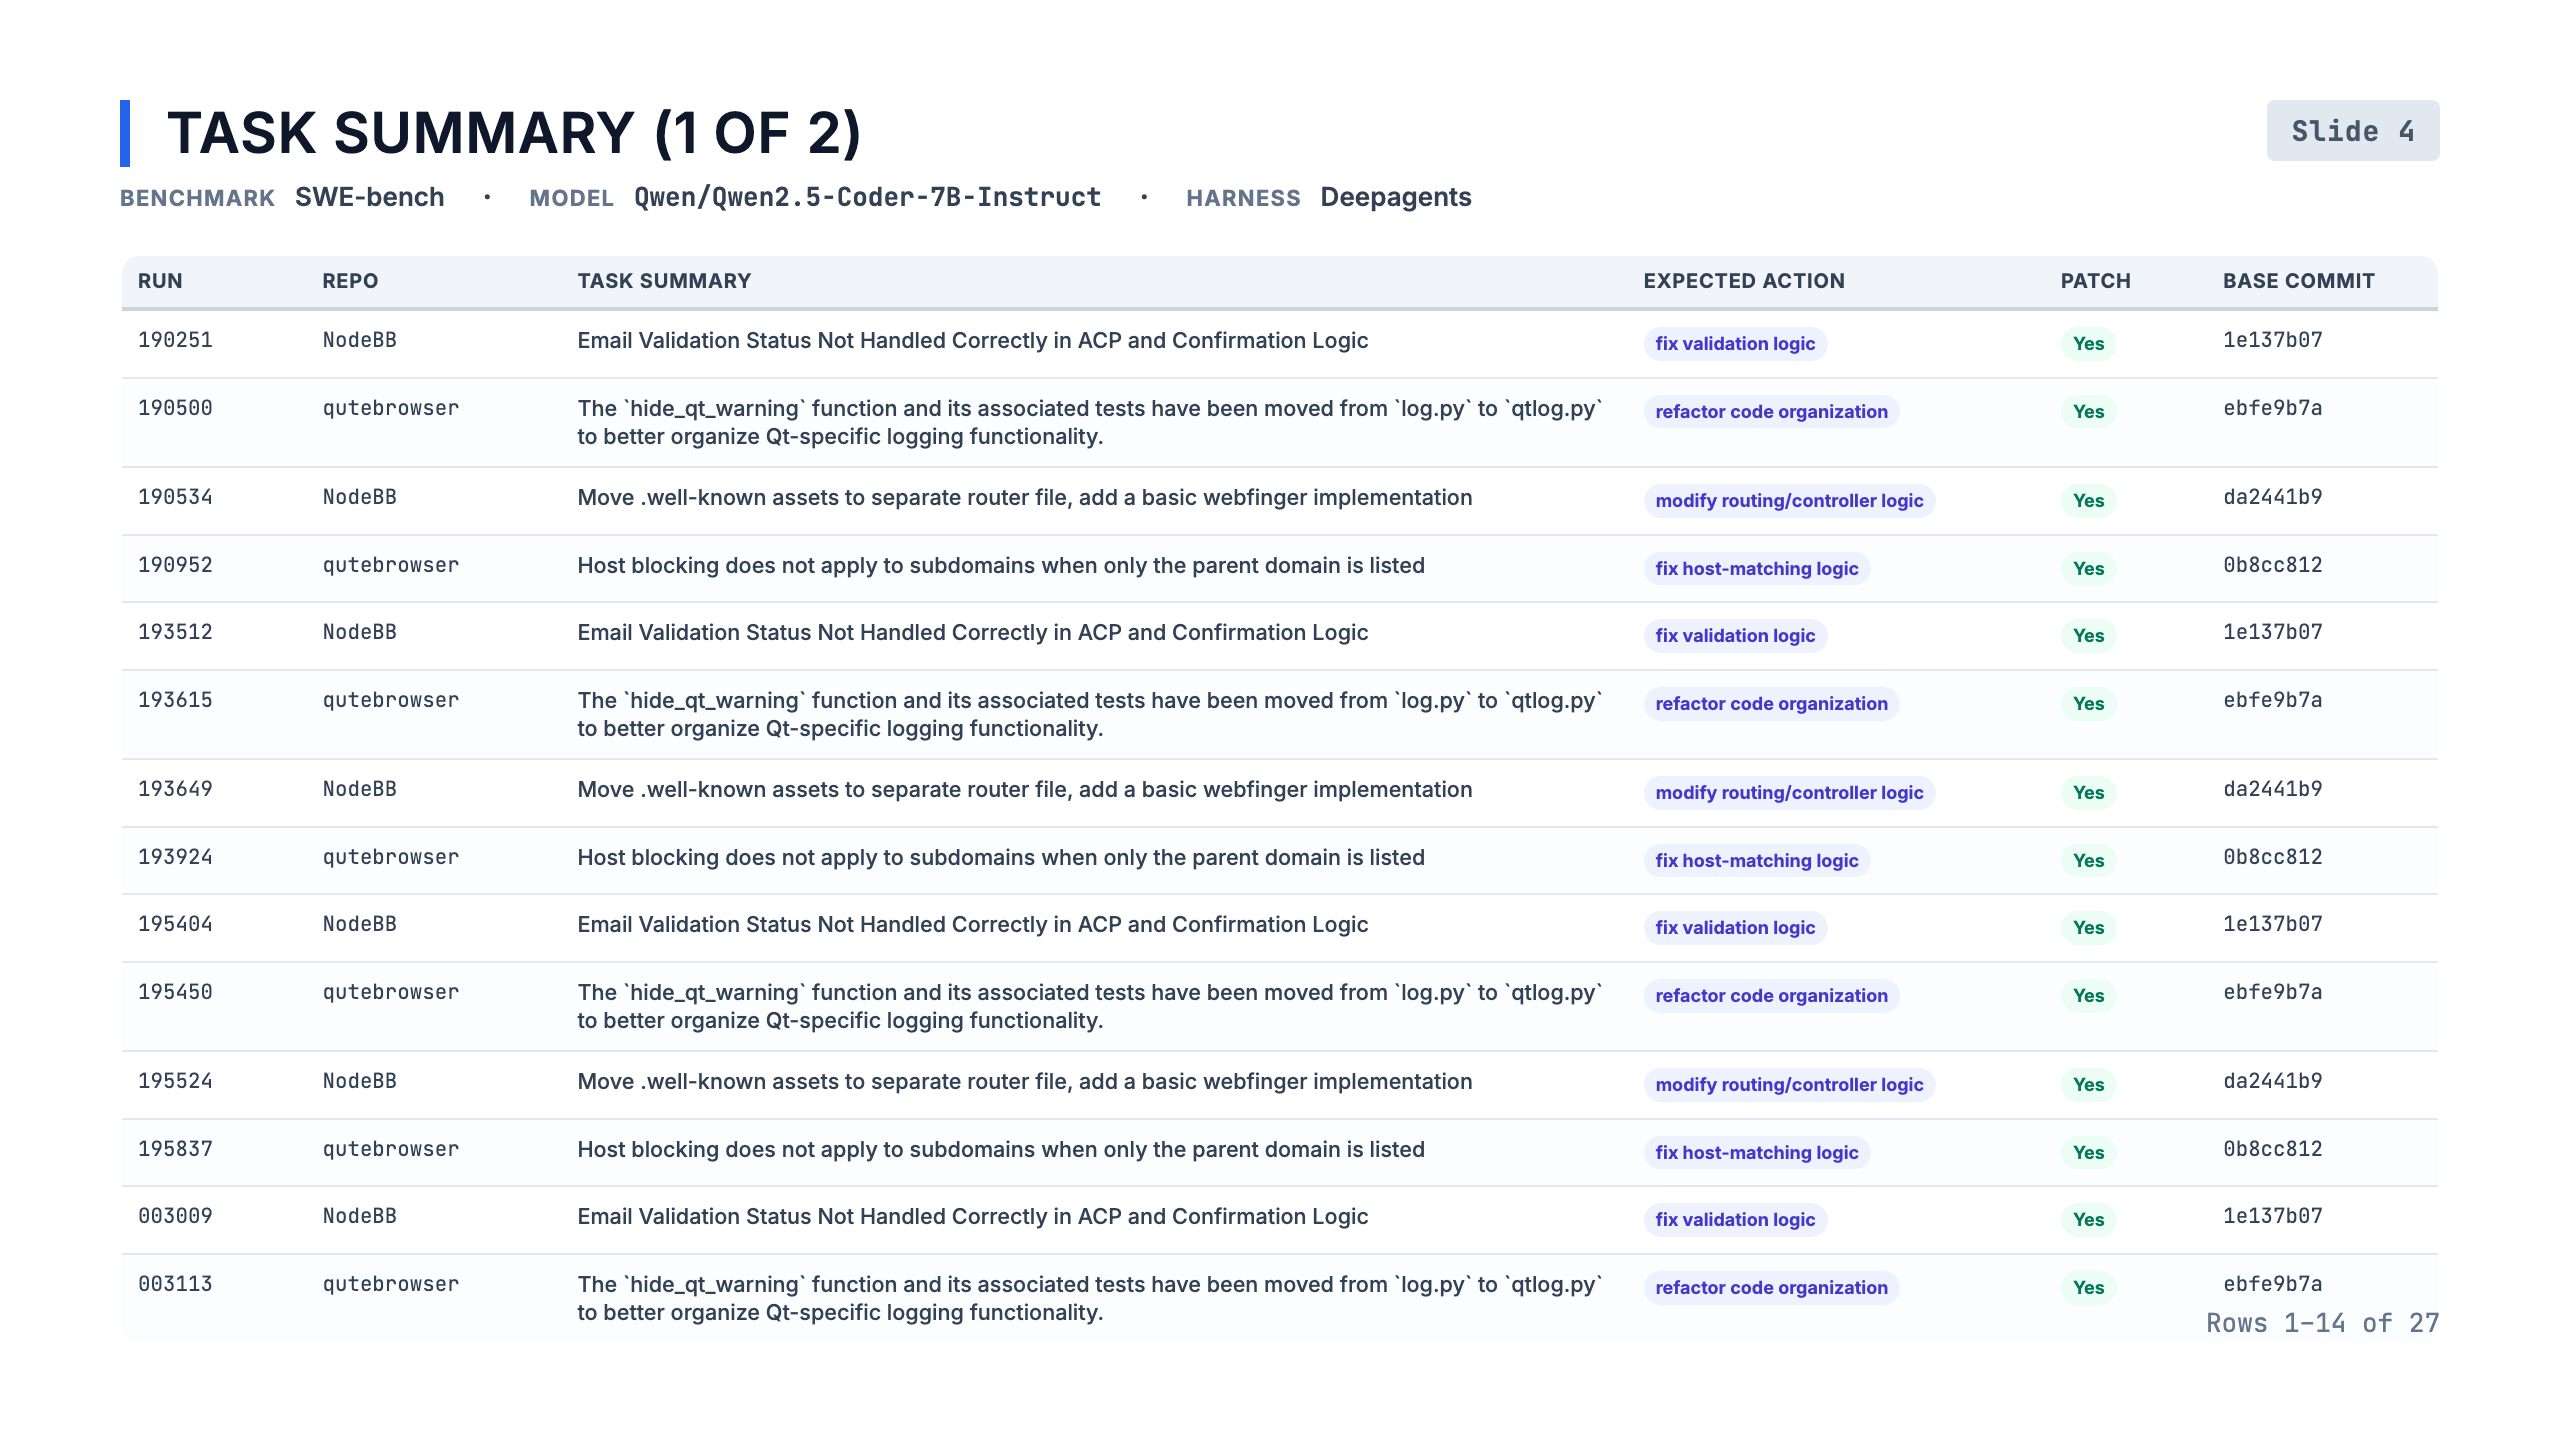 TASK SUMMARY (1 OF 2)
Slide 4
BENCHMARK SWE-bench · MODEL Qwen/Qwen2.5-Coder-7B-Instruct · HARNESS Deepagents
RUN REPO TASK SUMMARY EXPECTED ACTION PATCH BASE COMMIT
190251 NodeBB Email Validation Status Not Handled Correctly in ACP and Confirmation Logic fix validation logic Yes 1e137b07
190500 qutebrowser The `hide_qt_warning` function and its associated tests have been moved from `log.py` to `qtlog.py` refactor code organization Yes ebfe9b7a
to better organize Qt-specific logging functionality.
190534 NodeBB Move .well-known assets to separate router file, add a basic webfinger implementation modify routing/controller logic Yes da2441b9
190952 qutebrowser Host blocking does not apply to subdomains when only the parent domain is listed fix host-matching logic Yes 0b8cc812
193512 NodeBB Email Validation Status Not Handled Correctly in ACP and Confirmation Logic fix validation logic Yes 1e137b07
193615 qutebrowser The `hide_qt_warning` function and its associated tests have been moved from `log.py` to `qtlog.py` refactor code organization Yes ebfe9b7a
to better organize Qt-specific logging functionality.
193649 NodeBB Move .well-known assets to separate router file, add a basic webfinger implementation modify routing/controller logic Yes da2441b9
193924 qutebrowser Host blocking does not apply to subdomains when only the parent domain is listed fix host-matching logic Yes 0b8cc812
195404 NodeBB Email Validation Status Not Handled Correctly in ACP and Confirmation Logic fix validation logic Yes 1e137b07
195450 qutebrowser The `hide_qt_warning` function and its associated tests have been moved from `log.py` to `qtlog.py` refactor code organization Yes ebfe9b7a
to better organize Qt-specific logging functionality.
195524 NodeBB Move .well-known assets to separate router file, add a basic webfinger implementation modify routing/controller logic Yes da2441b9
195837 qutebrowser Host blocking does not apply to subdomains when only the parent domain is listed fix host-matching logic Yes 0b8cc812
003009 NodeBB Email Validation Status Not Handled Correctly in ACP and Confirmation Logic fix validation logic Yes 1e137b07
003113 qutebrowser The `hide_qt_warning` function and its associated tests have been moved from `log.py` to `qtlog.py` refactor code organization Yes ebfe9b7a
to better organize Qt-specific logging functionality.
Rows 1–14 of 27